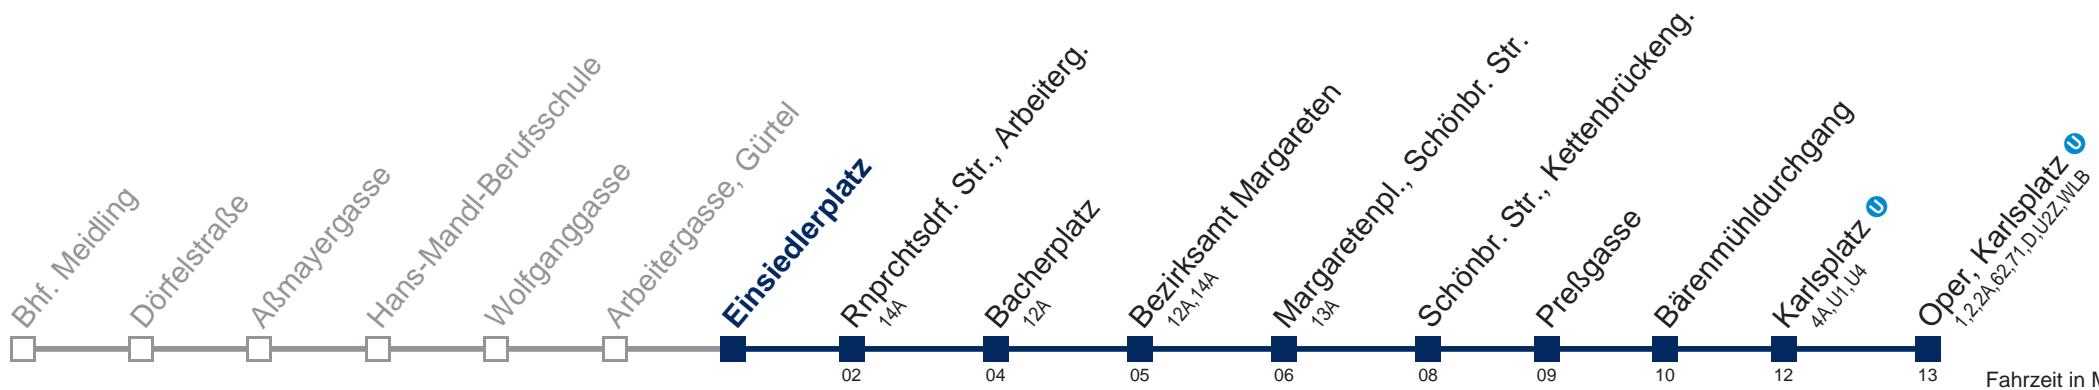 Bhf. Meidling
Dörfelstraße
Aßmayergasse
Hans-Mandl-Berufsschule
Wolfganggasse
Arbeitergasse, Gürtel
Einsiedlerplatz
Rnprchtsdrf. Str., Arbeiterg.
14A
Bacherplatz
12A
Bezirksamt Margareten
12A,14A
Margaretenpl., Schönbr. Str.
13A
Schönbr. Str., Kettenbrückeng.
Preßgasse
Bärenmühldurchgang
Karlsplatz U
4A,U1,U4
Oper, Karlsplatz U
1,2,2A,62,71,D,U2Z,WLB
02 04 05 06 08 09 10 12 13 Fahrzeit in